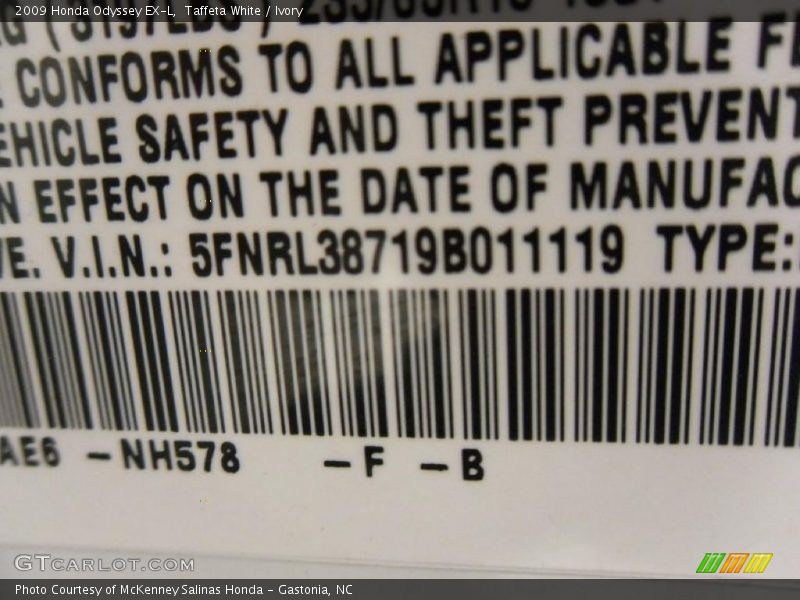 2009 Honda Odyssey EX-L, Taffeta White / Ivory
CONFORMS TO ALL APPLICABLE
EHICLE SAFETY AND THEFT PREVENT
N EFFECT ON THE DATE OF MANUFAC
VE. V.I.N.: 5FNRL38719B011119 TYPE:
AE6 -NH578 -F -B
GTCARLOT.COM
Photo Courtesy of McKenney Salinas Honda - Gastonia, NC